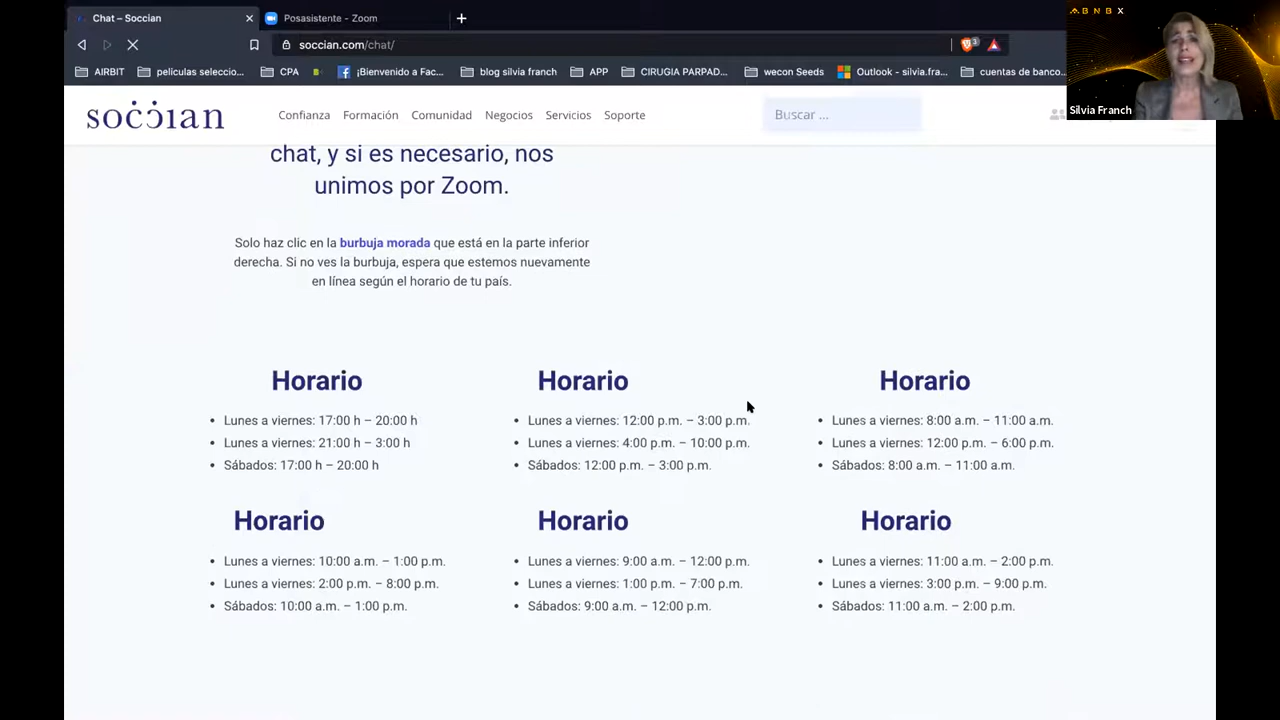 Chat – Soccian
Posasistente - Zoom
soccian.com/chat/
3
AIRBIT
peliculas seleccio...
CPA
¡Bienvenido a Fac...
blog silvia franch
APP
CIRUGIA PARPAD...
wecon Seeds
Outlook - silvia.fra...
cuentas de banco...
ABNBX
Silvia Franch
soccian
Confianza
Formación
Comunidad
Negocios
Servicios
Soporte
Buscar ...
chat, y si es necesario, nos
unimos por Zoom.
Solo haz clic en la burbuja morada que está en la parte inferior
derecha. Si no ves la burbuja, espera que estemos nuevamente
en línea según el horario de tu país.
Horario
Lunes a viernes: 17:00 h – 20:00 h
Lunes a viernes: 21:00 h – 3:00 h
Sábados: 17:00 h – 20:00 h
Horario
Lunes a viernes: 12:00 p.m. – 3:00 p.m.
Lunes a viernes: 4:00 p.m. – 10:00 p.m.
Sábados: 12:00 p.m. – 3:00 p.m.
Horario
Lunes a viernes: 8:00 a.m. – 11:00 a.m.
Lunes a viernes: 12:00 p.m. – 6:00 p.m.
Sábados: 8:00 a.m. – 11:00 a.m.
Horario
Lunes a viernes: 10:00 a.m. – 1:00 p.m.
Lunes a viernes: 2:00 p.m. – 8:00 p.m.
Sábados: 10:00 a.m. – 1:00 p.m.
Horario
Lunes a viernes: 9:00 a.m. – 12:00 p.m.
Lunes a viernes: 1:00 p.m. – 7:00 p.m.
Sábados: 9:00 a.m. – 12:00 p.m.
Horario
Lunes a viernes: 11:00 a.m. – 2:00 p.m.
Lunes a viernes: 3:00 p.m. – 9:00 p.m.
Sábados: 11:00 a.m. – 2:00 p.m.